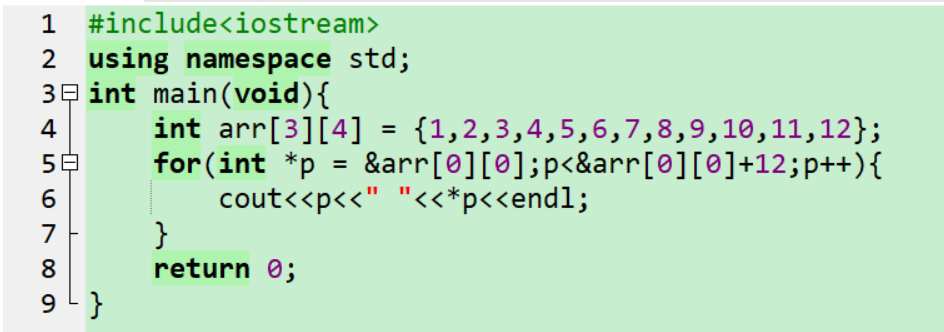 1 #include<iostream>
2 using namespace std;
3 int main(void){
4 int arr[3][4] = {1,2,3,4,5,6,7,8,9,10,11,12};
5 for(int *p = &arr[0][0];p<&arr[0][0]+12;p++){
6 cout<<p<<" "<<*p<<endl;
7 }
8 return 0;
9 }